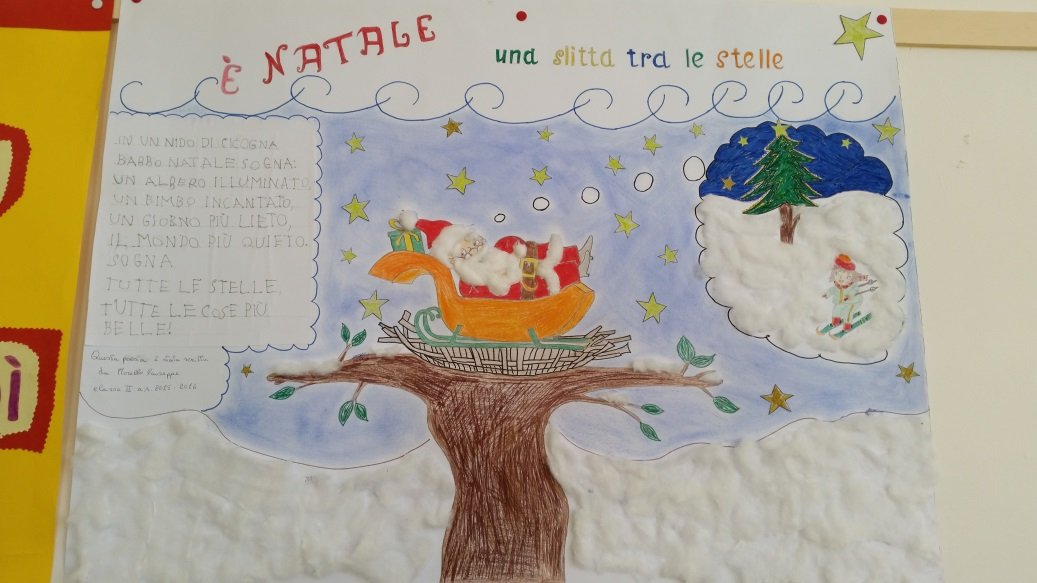 È NATALE
una slitta tra le stelle
IN UN NIDO DI CICOGNA
BABBO NATALE SOGNA:
UN ALBERO ILLUMINATO,
UN BIMBO INCANTATO,
UN GIORNO PIÙ LIETO,
IL MONDO PIÙ QUIETO.
SOGNA
TUTTE LE STELLE,
TUTTE LE COSE PIÙ
BELLE!
Questa poesia è stata scritta
da Giuseppe
classe II a.s. 2015-2016
Ì